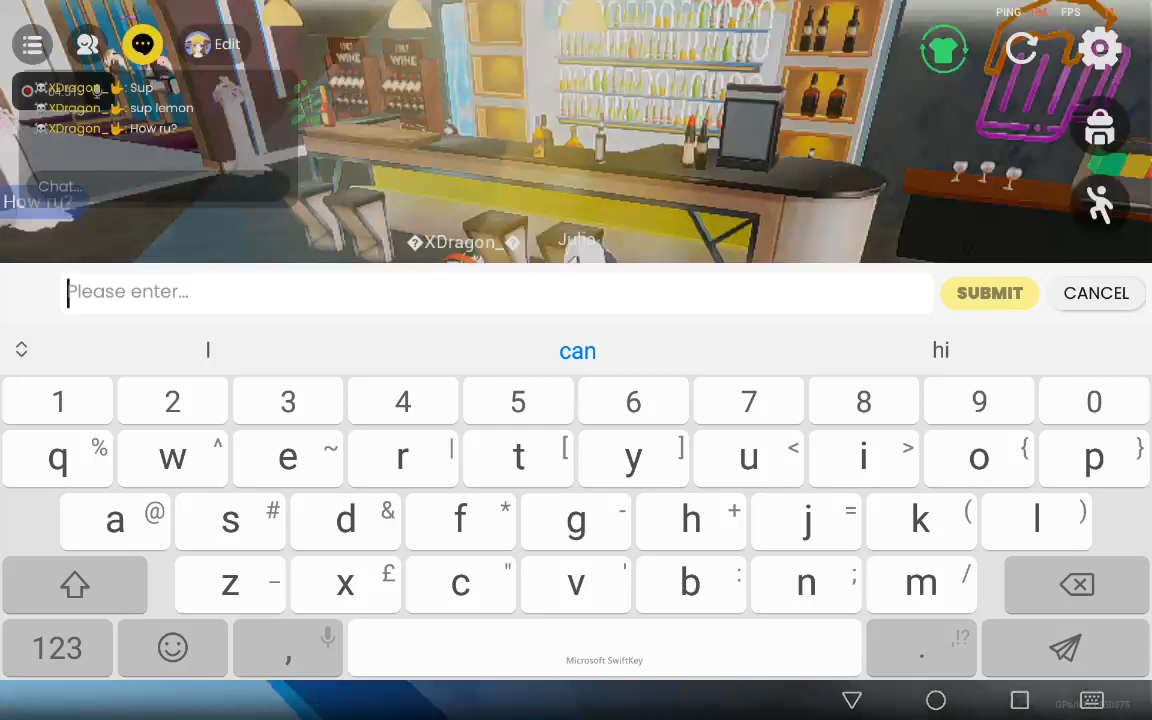 PING 194 FPS
Edit
☠XDragon_🤟: Sup
☠XDragon_🤟: sup lemon
☠XDragon_🤟: How ru?
Chat...
How ru?
WINE
WINE
�XDragon_�
Julia
Please enter...
SUBMIT
CANCEL
I can hi
1 2 3 4 5 6 7 8 9 0
q % w ^ e ~ r | t [ y ] u < i > o { p }
a @ s # d & f * g - h + j = k ( l )
z _ x £ c " v ' b : n ; m /
123 , . ,!?
Microsoft SwiftKey